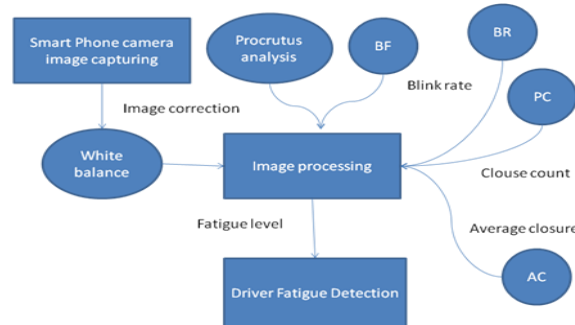 Smart Phone camera
image capturing
Procrutus
analysis
BF
BR
Blink rate
PC
Image correction
White
balance
Image processing
Clouse count
Fatigue level
Average closure
Driver Fatigue Detection
AC